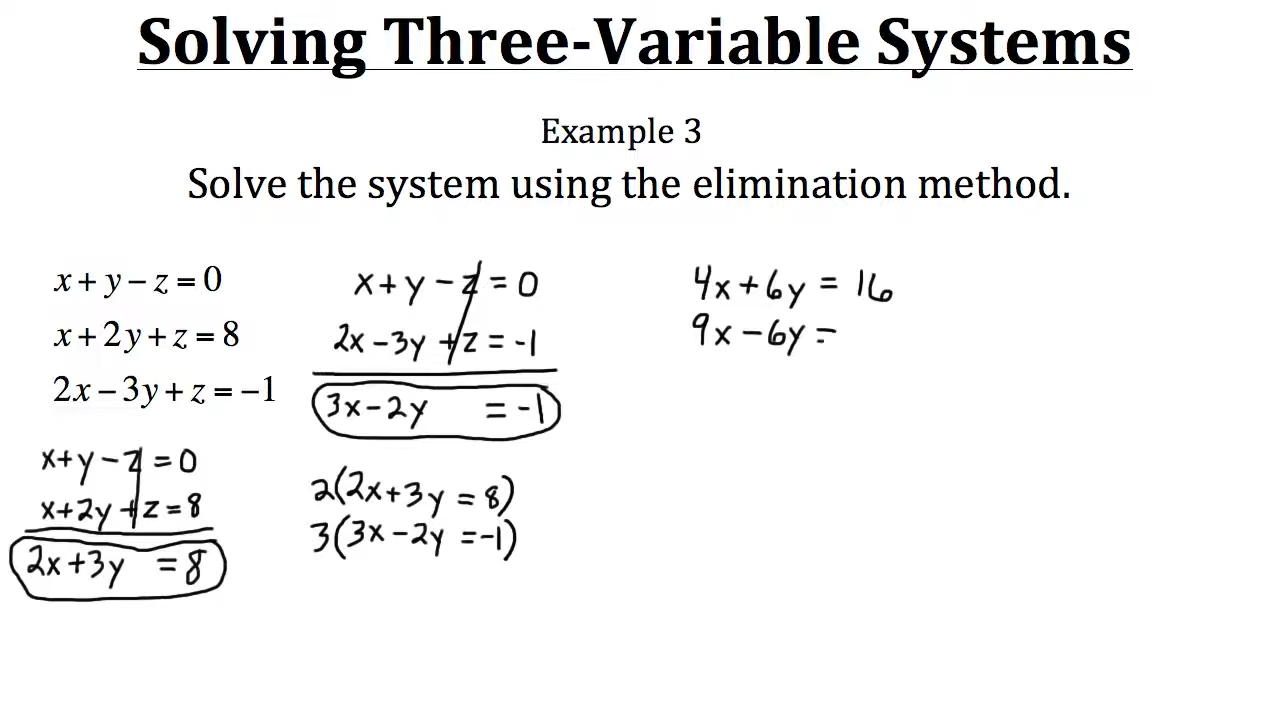 Solving Three-Variable Systems
Example 3
Solve the system using the elimination method.
x + y − z = 0
x + 2y + z = 8
2x − 3y + z = −1
x+y-z=0
x+2y+z=8
2x+3y =8
x+y-z=0
2x-3y+z=-1
3x-2y =-1
2(2x+3y=8)
3(3x-2y=-1)
4x+6y=16
9x-6y=